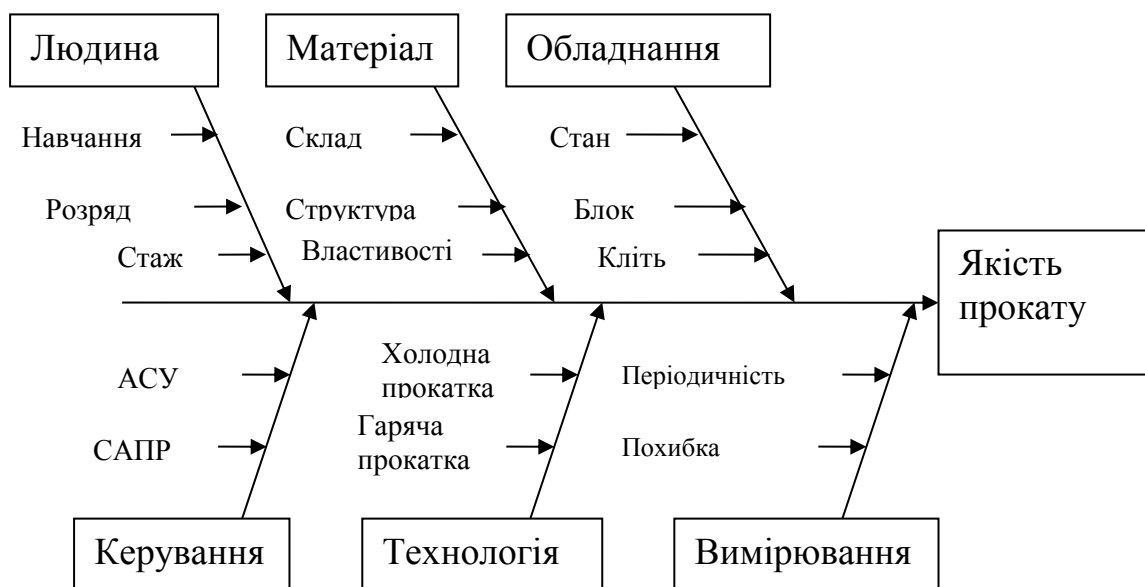 Людина
Матеріал
Обладнання
Навчання
Склад
Стан
Розряд
Структура
Блок
Стаж
Властивості
Кліть
Якість
прокату
АСУ
Холодна
прокатка
Періодичність
САПР
Гаряча
прокатка
Похибка
Керування
Технологія
Вимірювання